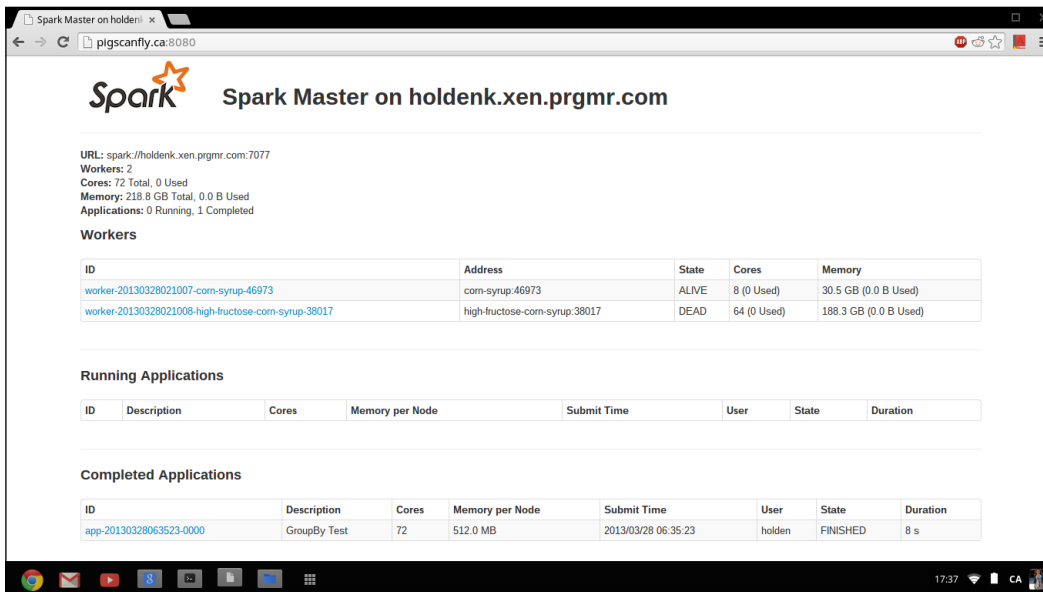 Spark Master on holdenk ×
pigscanfly.ca:8080
ABP
Spark
Spark Master on holdenk.xen.prgmr.com
URL: spark://holdenk.xen.prgmr.com:7077
Workers: 2
Cores: 72 Total, 0 Used
Memory: 218.8 GB Total, 0.0 B Used
Applications: 0 Running, 1 Completed
Workers
ID Address State Cores Memory
worker-20130328021007-corn-syrup-46973 corn-syrup:46973 ALIVE 8 (0 Used) 30.5 GB (0.0 B Used)
worker-20130328021008-high-fructose-corn-syrup-38017 high-fructose-corn-syrup:38017 DEAD 64 (0 Used) 188.3 GB (0.0 B Used)
Running Applications
ID Description Cores Memory per Node Submit Time User State Duration
Completed Applications
ID Description Cores Memory per Node Submit Time User State Duration
app-20130328063523-0000 GroupBy Test 72 512.0 MB 2013/03/28 06:35:23 holden FINISHED 8 s
8 17:37 CA